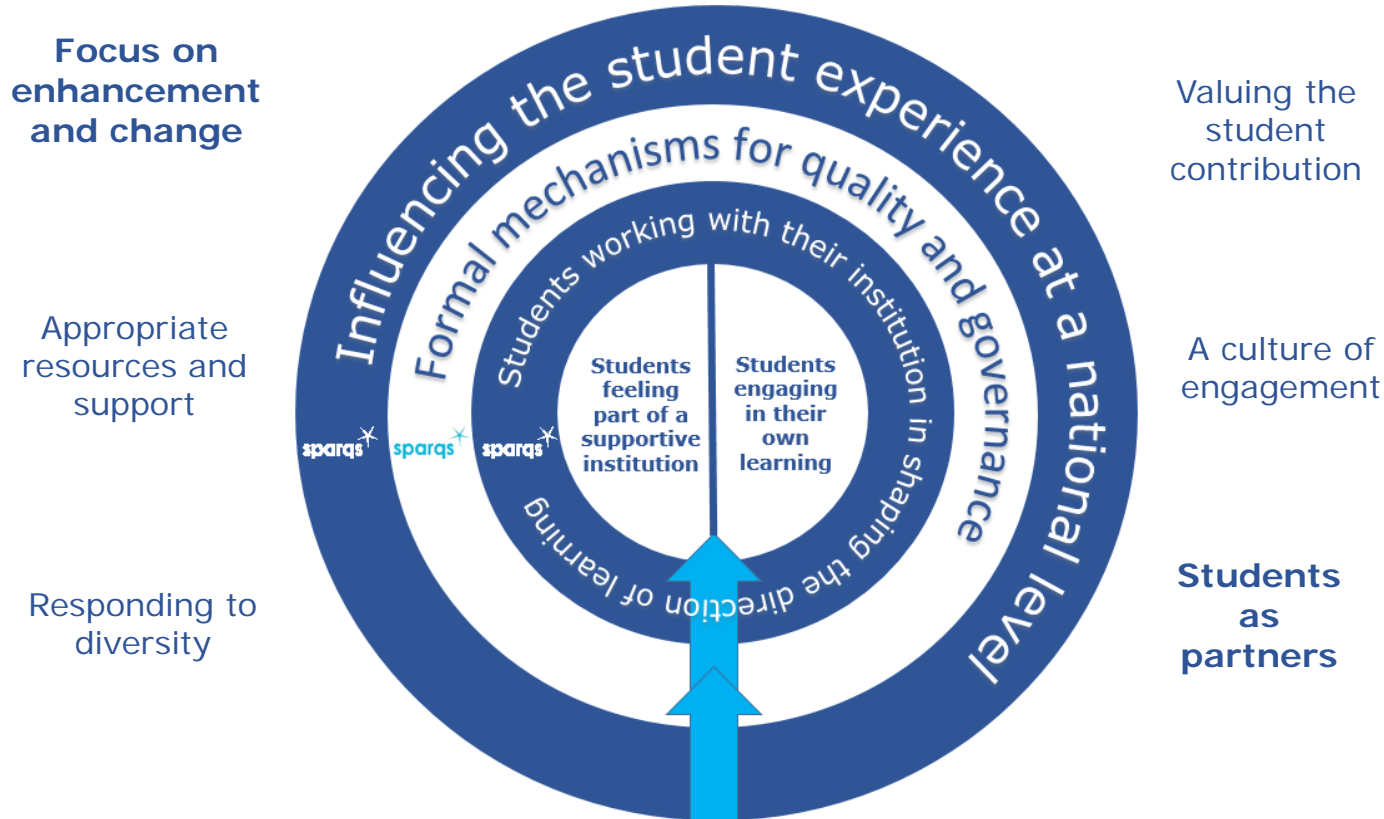 Focus on
enhancement
and change
Appropriate
resources and
support
Responding to
diversity
Influencing the student experience at a national level
Formal mechanisms for quality and governance
Students working with their institution in shaping the direction of learning
Students
feeling
part of a
supportive
institution
Students
engaging
in their
own
learning
sparqs
sparqs
sparqs
Valuing the
student
contribution
A culture of
engagement
Students
as
partners